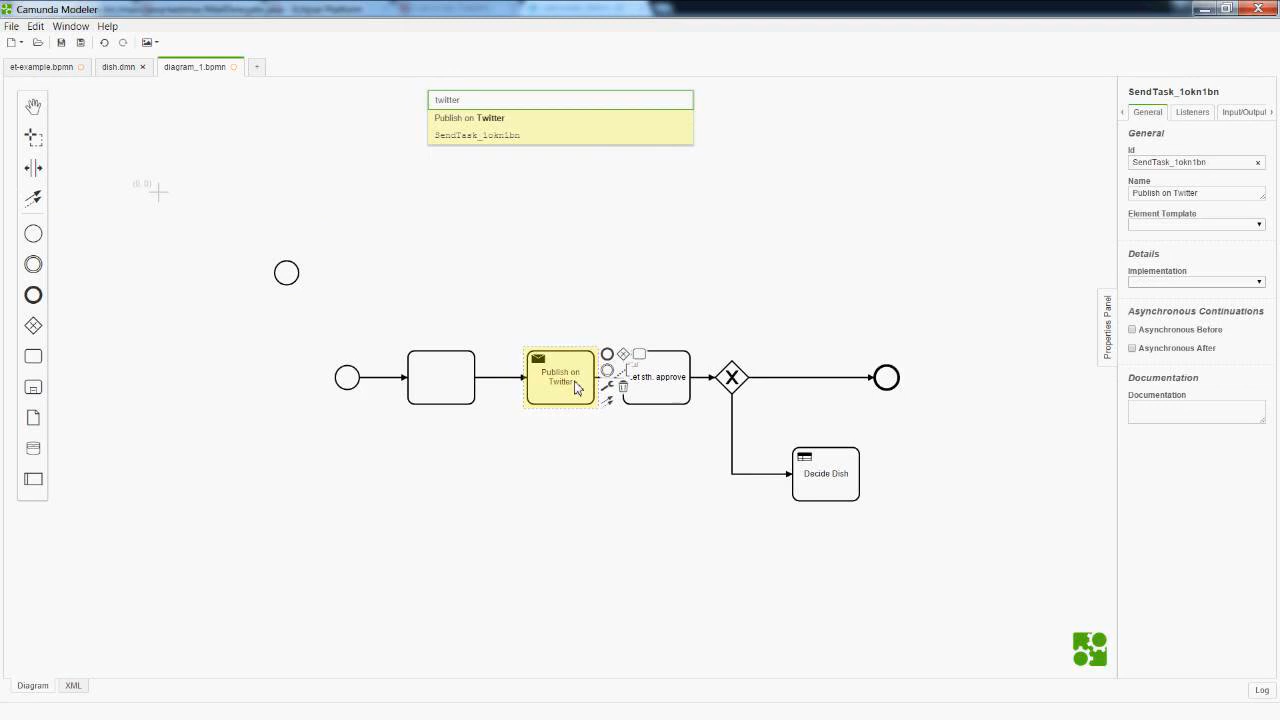 Camunda Modeler
File Edit Window Help
et-example.bpmn
dish.dmn
diagram_1.bpmn
+
twitter
Publish on Twitter
SendTask_1okn1bn
(0, 0)
Publish on
Twitter
et sth. approve
Decide Dish
Properties Panel
SendTask_1okn1bn
General
Listeners
Input/Output
General
Id
SendTask_1okn1bn
Name
Publish on Twitter
Element Template
Details
Implementation
Asynchronous Continuations
Asynchronous Before
Asynchronous After
Documentation
Documentation
Diagram
XML
Log